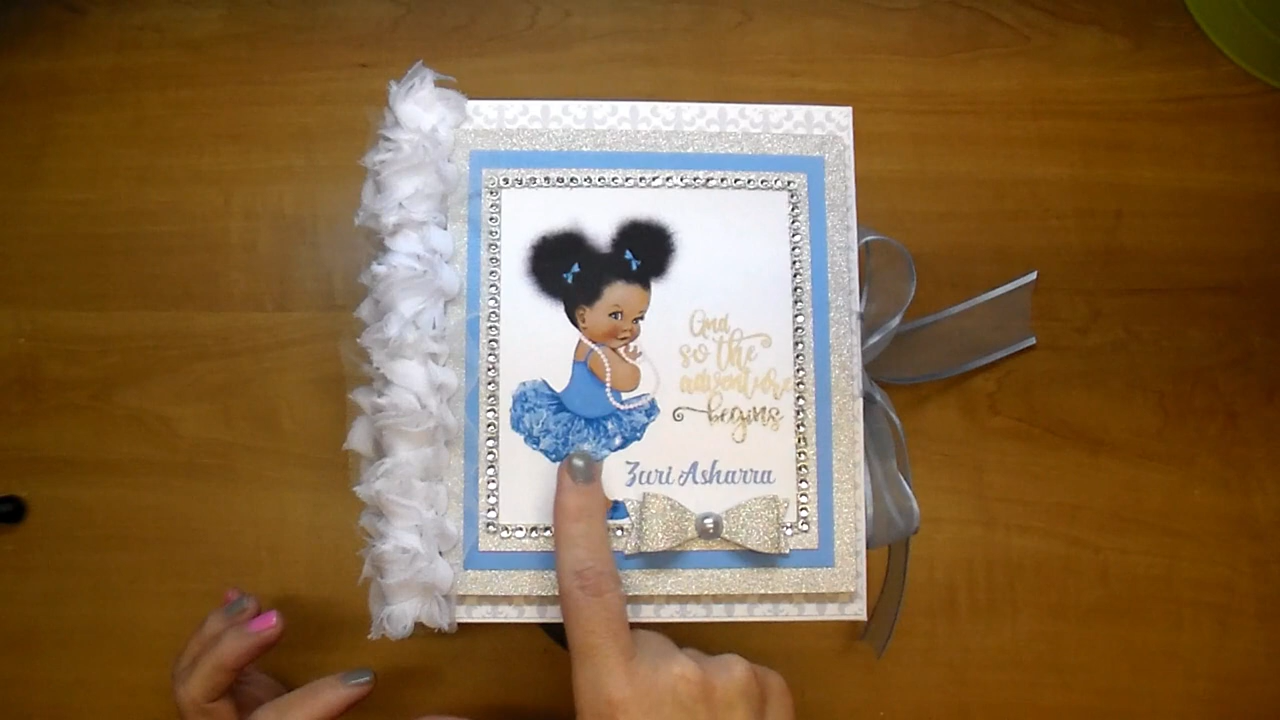 And
so the
adventure
begins
Zuri Asharra